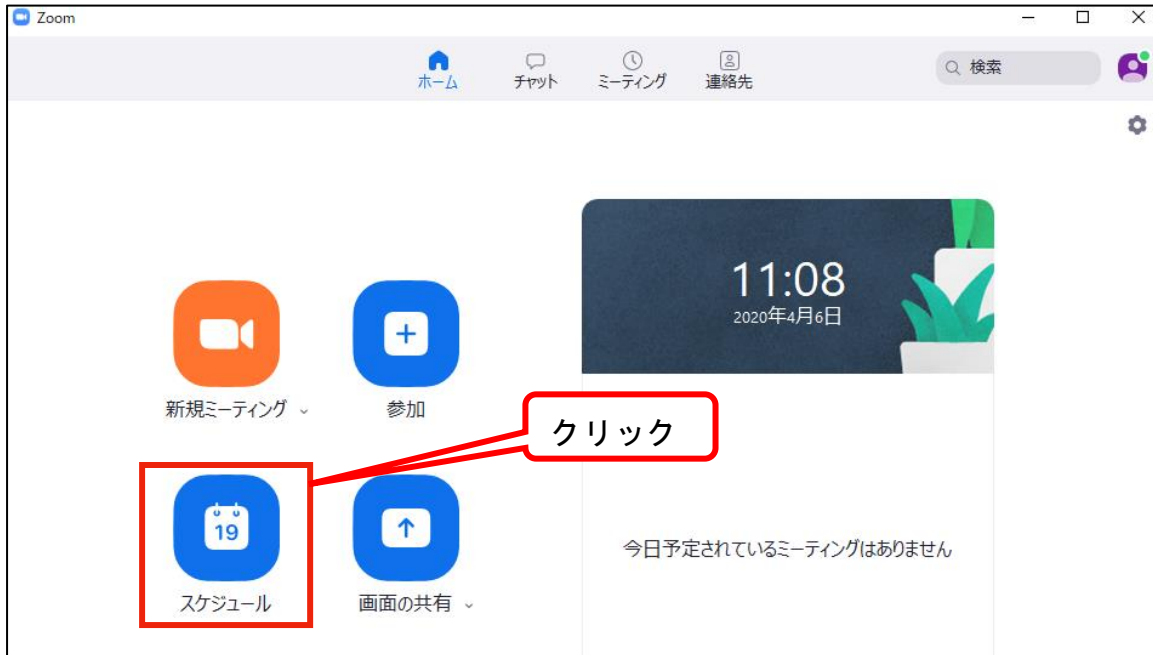 Zoom
ホーム
チャット
ミーティング
連絡先
検索
11:08
2020年4月6日
新規ミーティング
参加
クリック
19
スケジュール
画面の共有
今日予定されているミーティングはありません